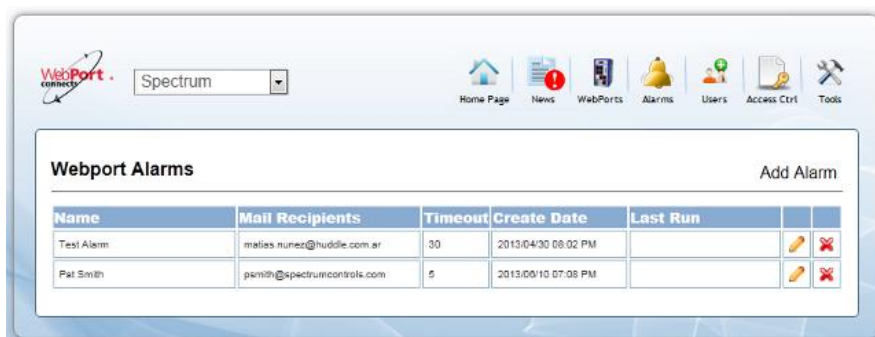 WebPort.
connects
Spectrum
Home Page News WebPorts Alarms Users Access Ctrl Tools
Webport Alarms
Add Alarm
Name Mail Recipients Timeout Create Date Last Run
Test Alarm matias.nunez@huddle.com.ar 30 2013/04/30 08:02 PM
Pat Smith psmith@spectrumcontrols.com 5 2013/06/10 07:08 PM